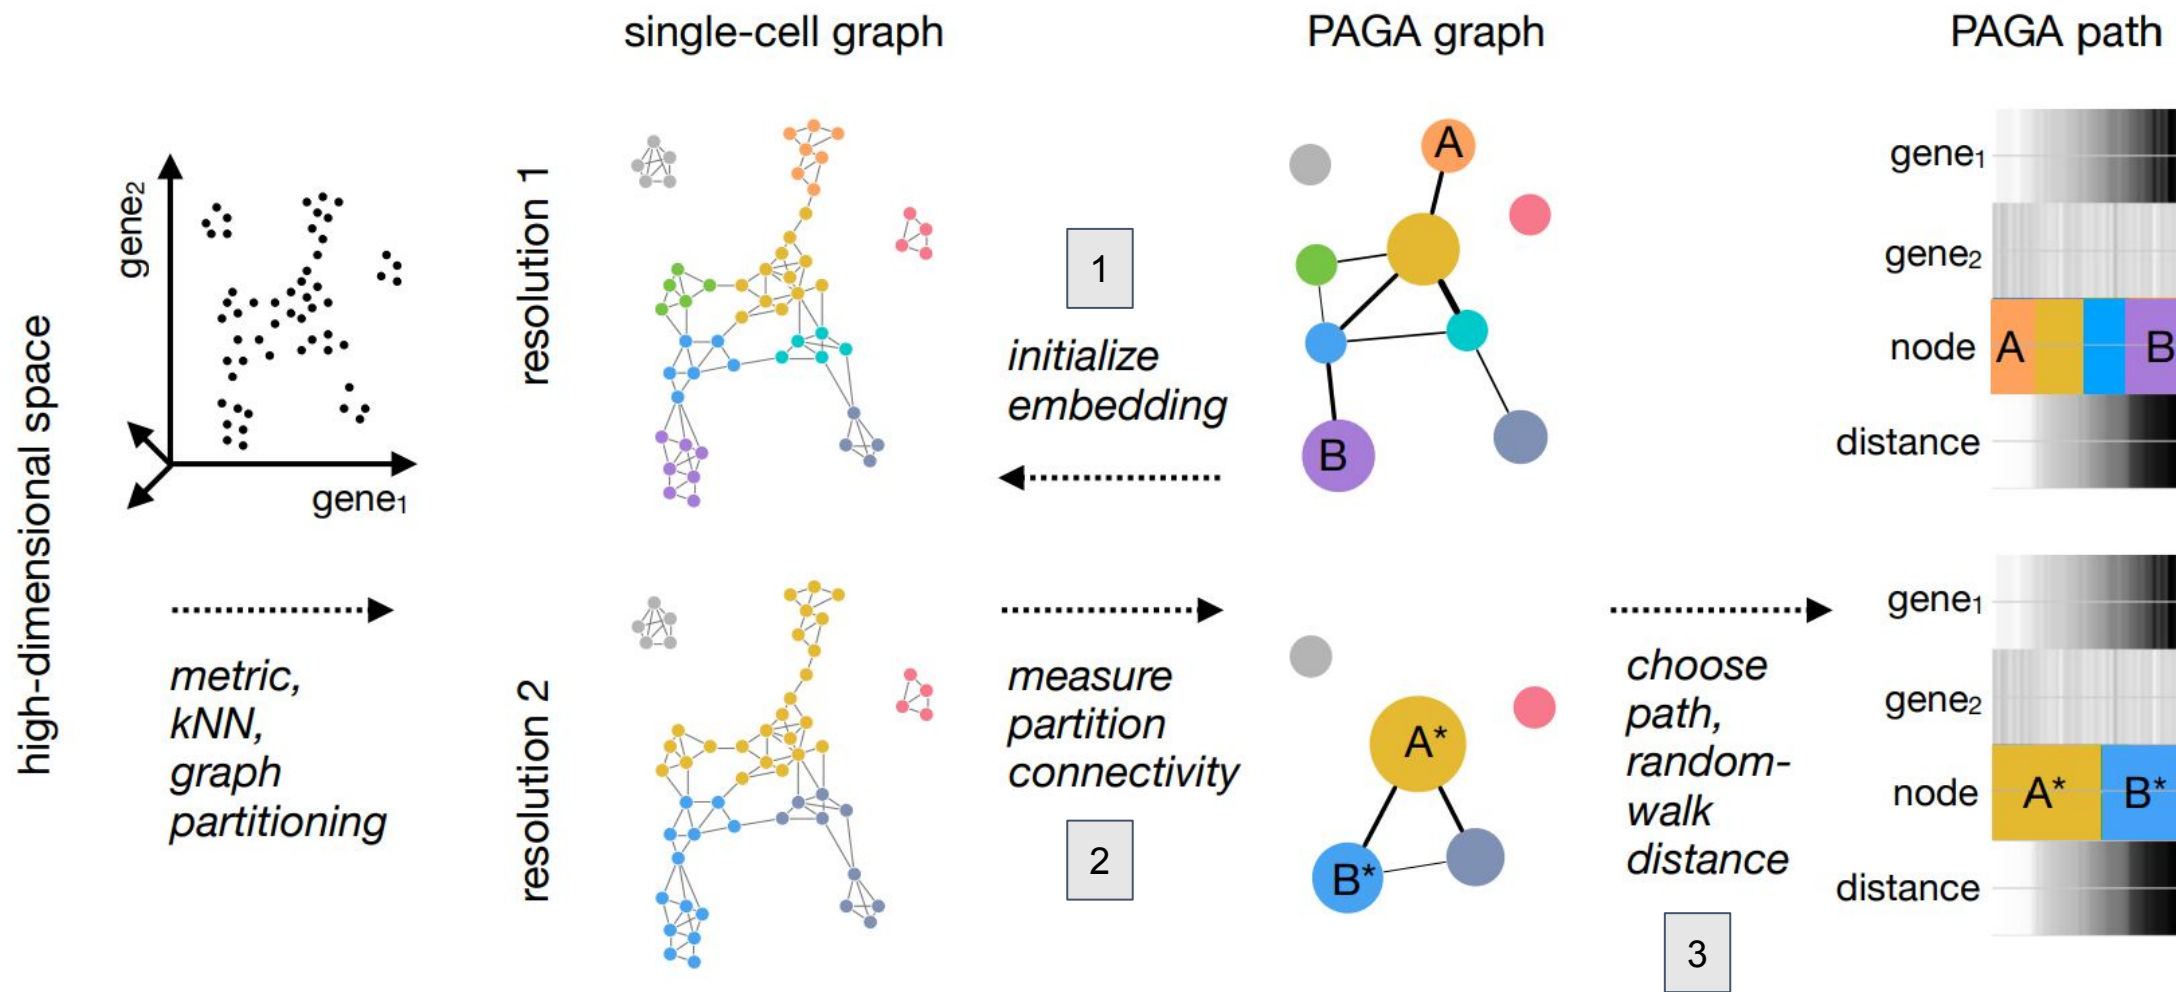 single-cell graph
PAGA graph
PAGA path
high-dimensional space
gene₂
gene₁
metric,
kNN,
graph
partitioning
resolution 1
resolution 2
1
initialize
embedding
measure
partition
connectivity
2
A
B
A*
B*
choose
path,
random-
walk
distance
3
gene₁
gene₂
node
A
B
distance
gene₁
gene₂
node
A*
B*
distance